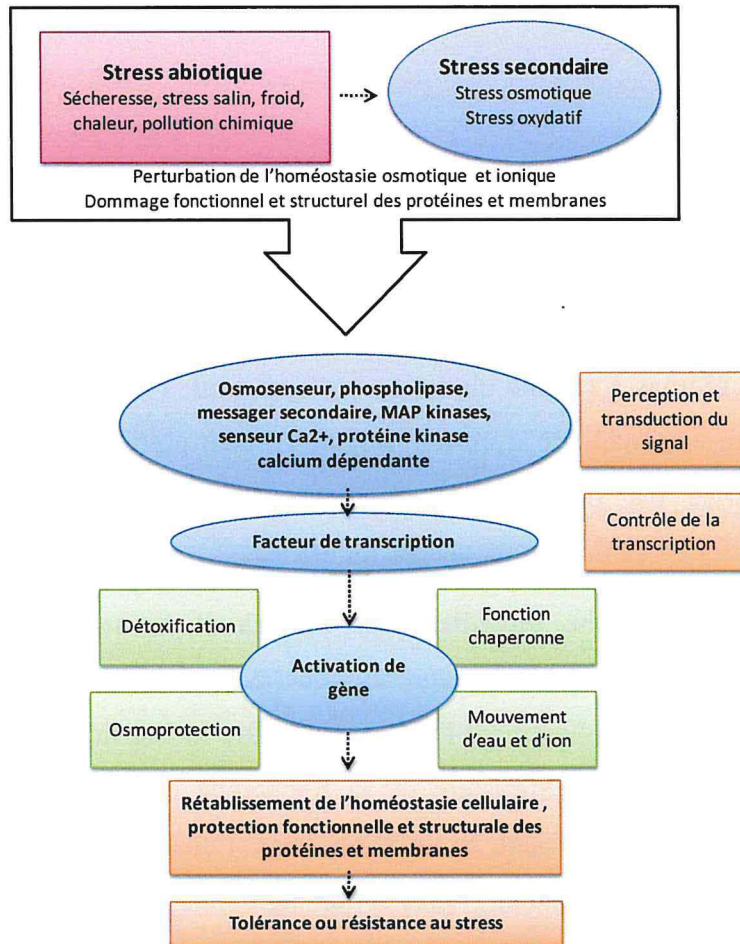 Stress abiotique
Sécheresse, stress salin, froid,
chaleur, pollution chimique
Stress secondaire
Stress osmotique
Stress oxydatif
Perturbation de l'homéostasie osmotique et ionique
Dommage fonctionnel et structurel des protéines et membranes
Osmosenseur, phospholipase,
messager secondaire, MAP kinases,
senseur Ca2+, protéine kinase
calcium dépendante
Perception et
transduction du
signal
Facteur de transcription
Contrôle de la
transcription
Détoxification
Fonction
chaperonne
Activation de
gène
Osmoprotection
Mouvement
d'eau et d'ion
Rétablissement de l'homéostasie cellulaire ,
protection fonctionnelle et structurale des
protéines et membranes
Tolérance ou résistance au stress